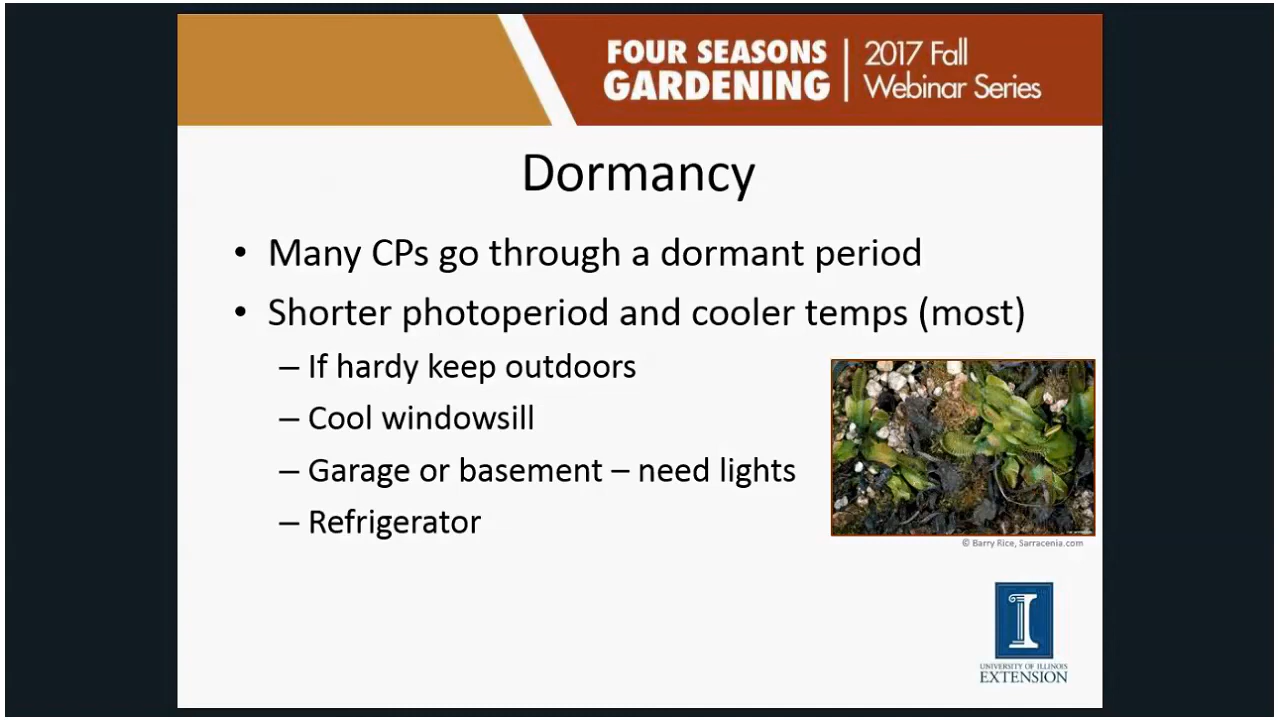 FOUR SEASONS
GARDENING
2017 Fall
Webinar Series
Dormancy
• Many CPs go through a dormant period
• Shorter photoperiod and cooler temps (most)
– If hardy keep outdoors
– Cool windowsill
– Garage or basement – need lights
– Refrigerator
© Barry Rice, Sarracenia.com
UNIVERSITY OF ILLINOIS
EXTENSION